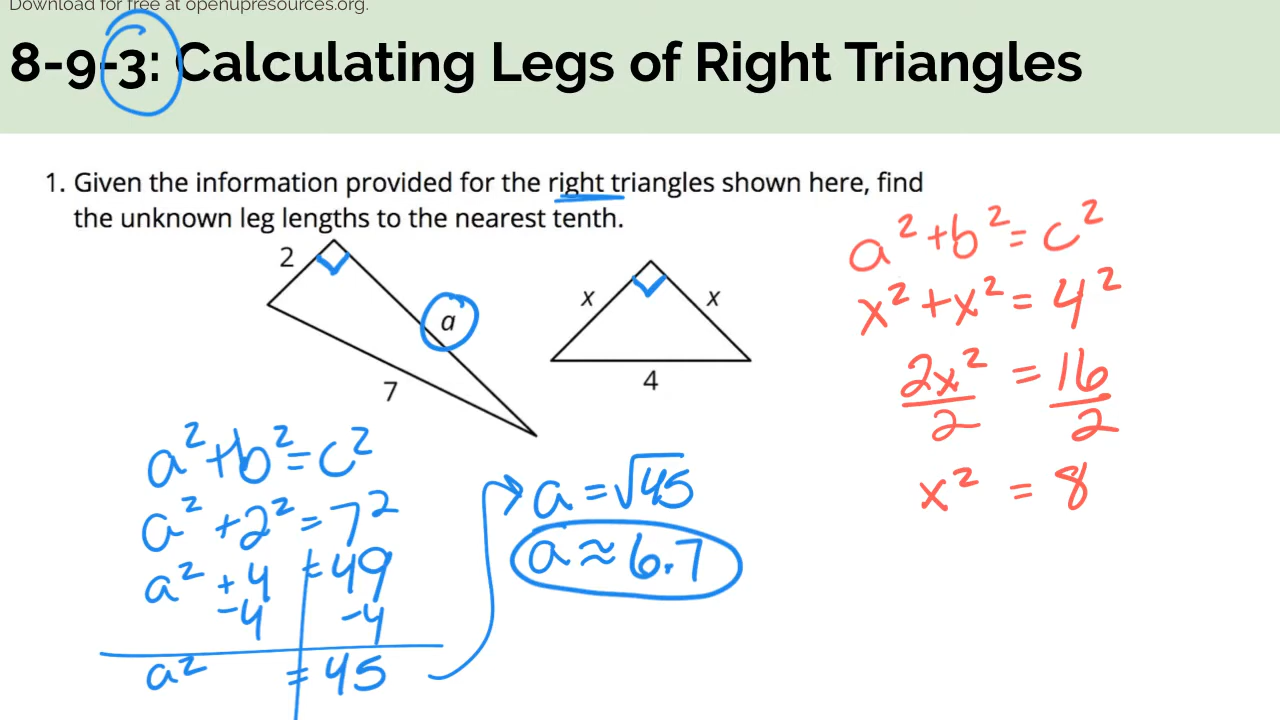 Download for free at openupresources.org.
8-9-3: Calculating Legs of Right Triangles
1. Given the information provided for the right triangles shown here, find
the unknown leg lengths to the nearest tenth.
2
a
7
x
x
4
a² + b² = c²
a² + 2² = 7²
a² + 4 = 49
-4 -4
a² = 45
a = √45
a ≈ 6.7
a² + b² = c²
x² + x² = 4²
2x² = 16
2 2
x² = 8